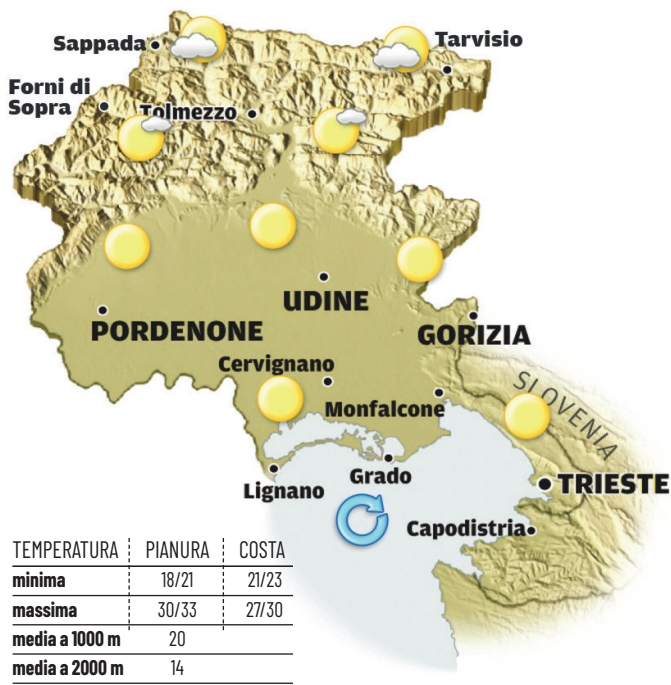 Sappada
Tarvisio
Forni di
Sopra
Tolmezzo
UDINE
PORDENONE
GORIZIA
Cervignano
SLOVENIA
Monfalcone
Grado
TRIESTE
Lignano
Capodistria
TEMPERATURA PIANURA COSTA
minima 18/21 21/23
massima 30/33 27/30
media a 1000 m 20
media a 2000 m 14